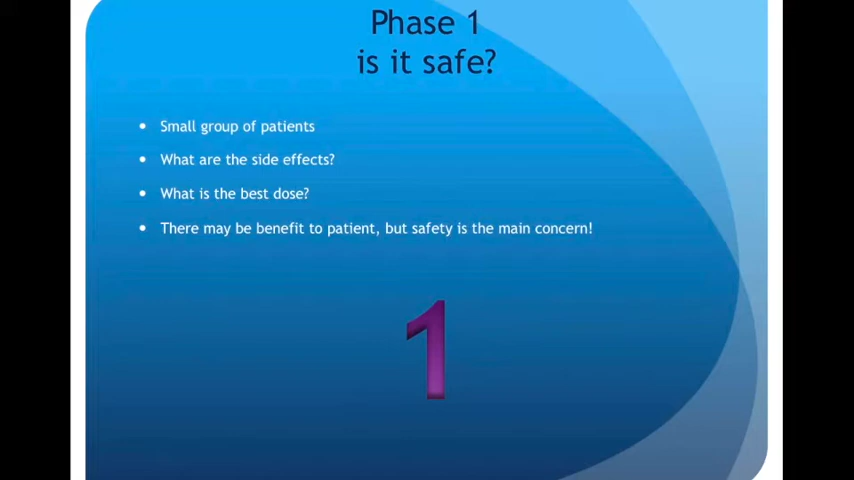 Phase 1
is it safe?
• Small group of patients
• What are the side effects?
• What is the best dose?
• There may be benefit to patient, but safety is the main concern!
1